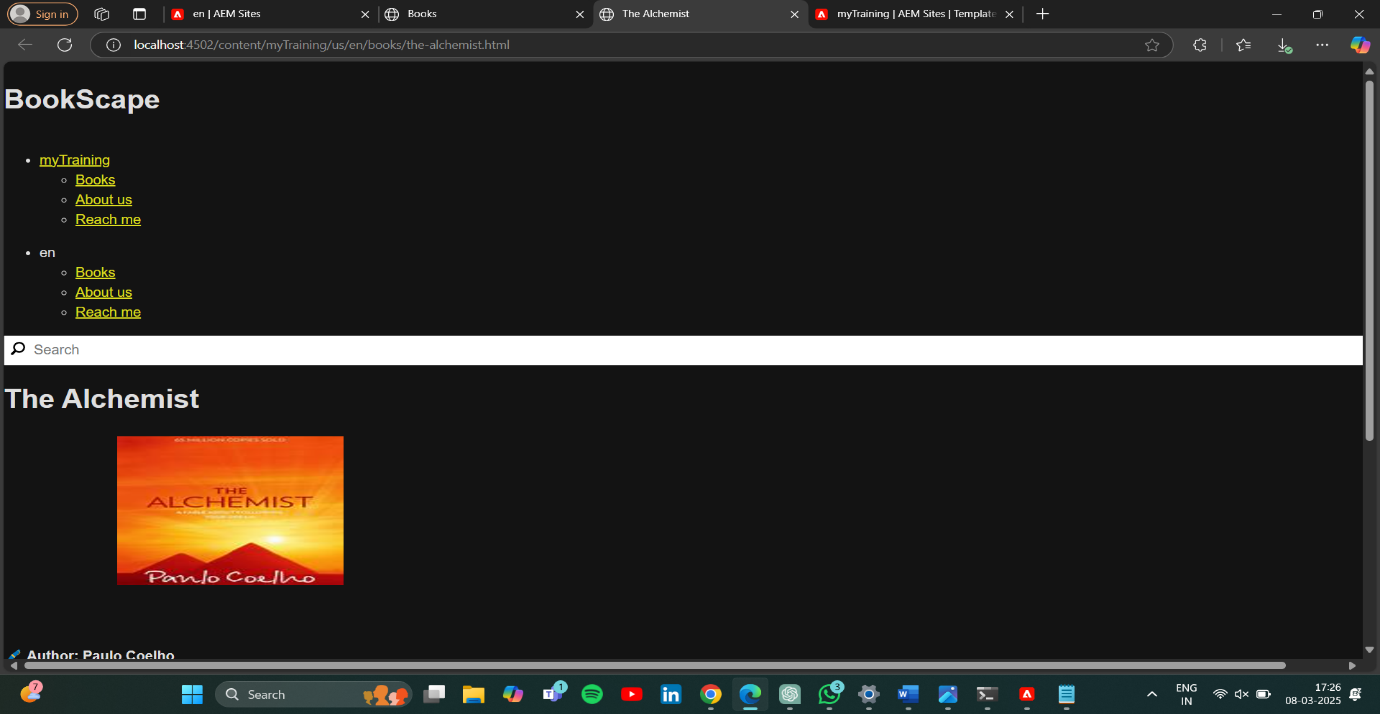 Sign in
en | AEM Sites
Books
The Alchemist
myTraining | AEM Sites | Template
localhost:4502/content/myTraining/us/en/books/the-alchemist.html
BookScape
myTraining
Books
About us
Reach me
en
Books
About us
Reach me
Search
The Alchemist
65 MILLION COPIES SOLD
THE
ALCHEMIST
Paulo Coelho
Author: Paulo Coelho
7
Search
1
3
ENG
IN
17:26
08-03-2025